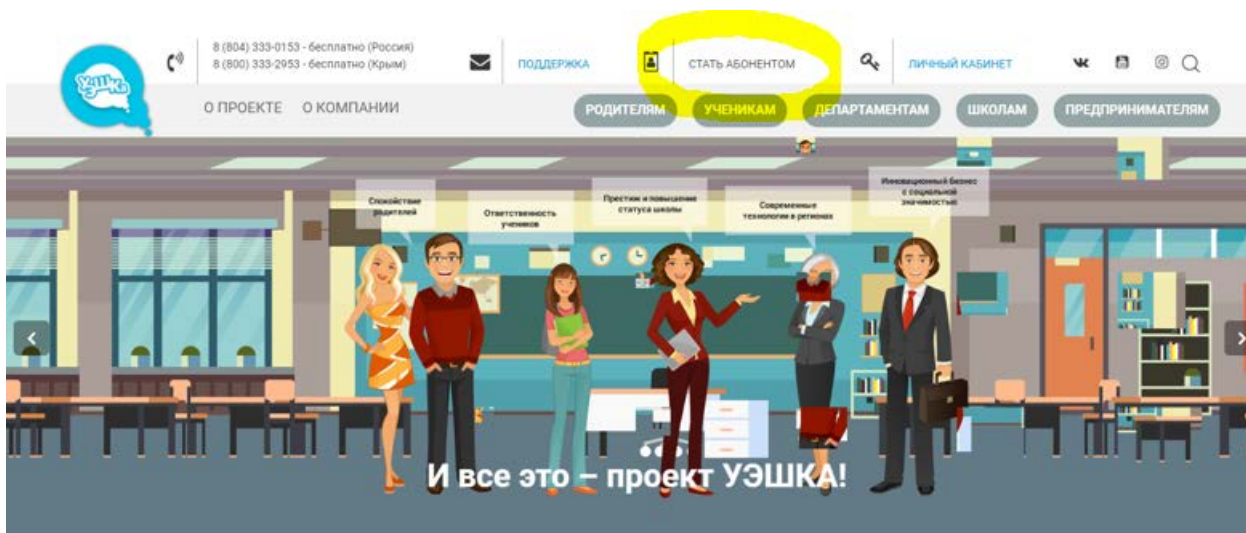 8 (804) 333-0153 - бесплатно (Россия)
8 (800) 333-2953 - бесплатно (Крым)
ПОДДЕРЖКА
СТАТЬ АБОНЕНТОМ
ЛИЧНЫЙ КАБИНЕТ
УЭШКа
О ПРОЕКТЕ О КОМПАНИИ
РОДИТЕЛЯМ
УЧЕНИКАМ
ДЕПАРТАМЕНТАМ
ШКОЛАМ
ПРЕДПРИНИМАТЕЛЯМ
Спокойствие
родителей
Ответственность
учеников
Престиж и повышение
статуса школы
Современные
технологии в регионах
Инновационный бизнес
с социальной
значимостью
И все это – проект УЭШКА!